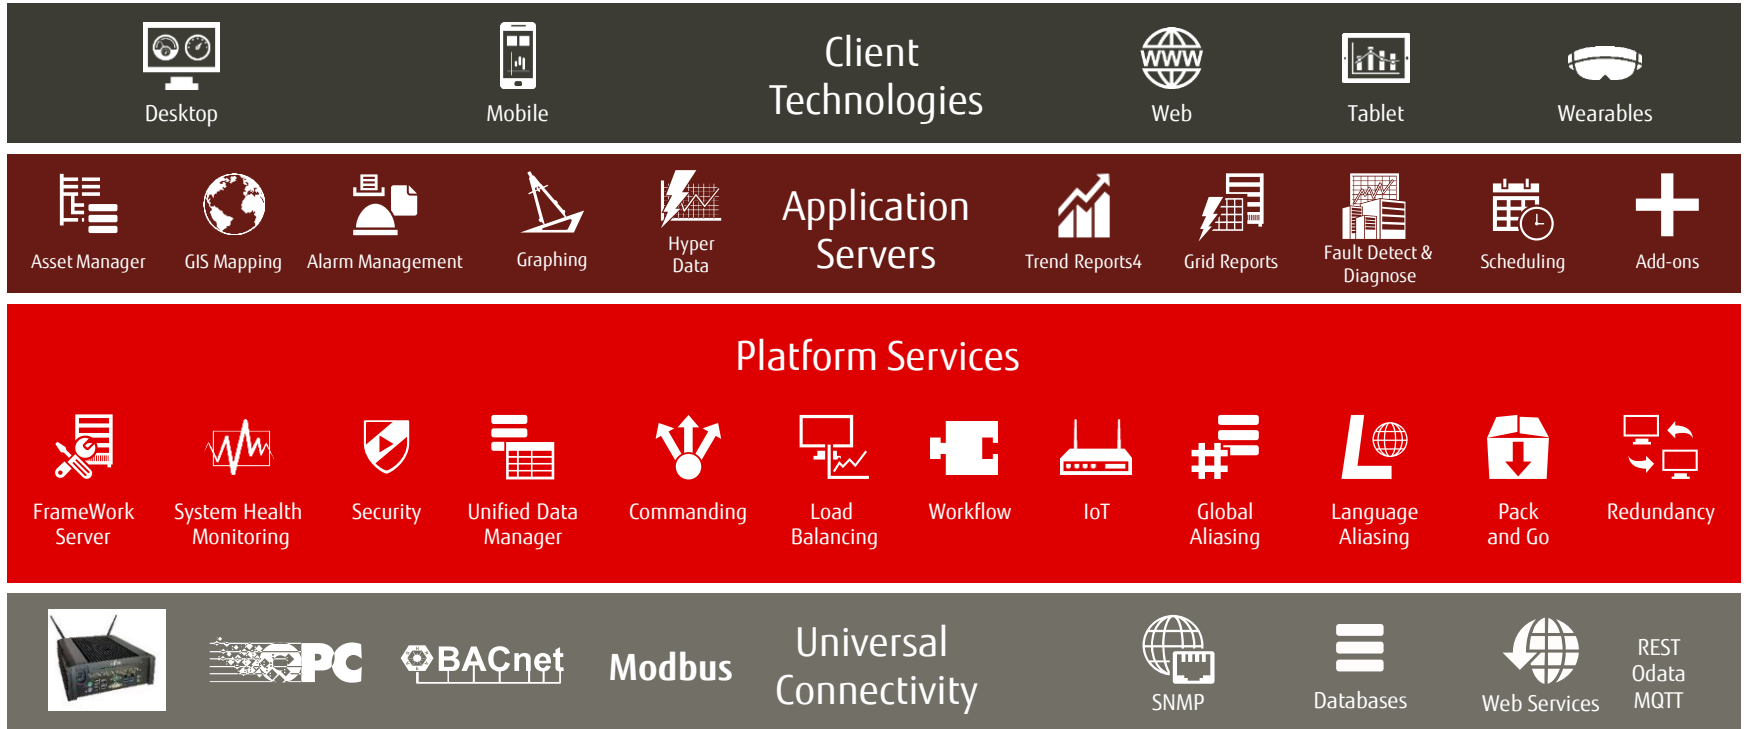 Client
Technologies
Desktop
Mobile
WWW
Web
Tablet
Wearables
Application
Servers
Asset Manager
GIS Mapping
Alarm Management
Graphing
Hyper
Data
Trend Reports4
Grid Reports
Fault Detect &
Diagnose
Scheduling
Add-ons
Platform Services
FrameWork
Server
System Health
Monitoring
Security
Unified Data
Manager
Commanding
Load
Balancing
Workflow
IoT
#
Global
Aliasing
L
Language
Aliasing
Pack
and Go
Redundancy
Universal
Connectivity
OPC
BACnet
Modbus
SNMP
Databases
Web Services
REST
Odata
MQTT